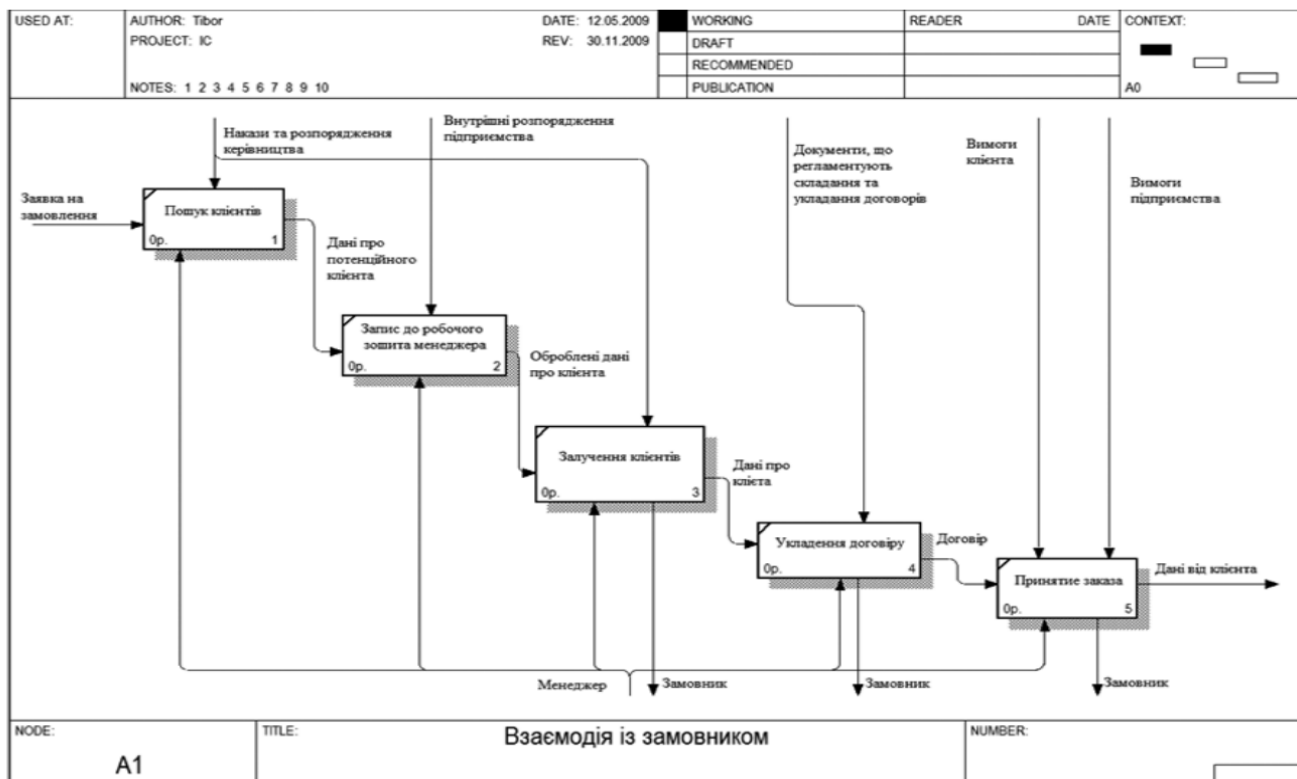 USED AT:
AUTHOR: Tibor
DATE: 12.05.2009
WORKING
READER
DATE
CONTEXT:
PROJECT: IC
REV: 30.11.2009
DRAFT
RECOMMENDED
NOTES: 1 2 3 4 5 6 7 8 9 10
PUBLICATION
A0
Накази та розпорядження
керівництва
Внутрішні розпорядження
підприємства
Документи, що
регламентують
складання та
укладання договорів
Вимоги
клієнта
Вимоги
підприємства
Заявка на
замовлення
Пошук клієнтів
0р.
1
Дані про
потенційного
клієнта
Запис до робочого
зошита менеджера
0р.
2
Оброблені дані
про клієнта
Залучення клієнтів
0р.
3
Дані про
клієта
Укладення договіру
0р.
4
Договір
Принятие заказа
0р.
5
Дані від клієнта
Менеджер
Замовник
Замовник
Замовник
NODE:
A1
TITLE:
Взаємодія із замовником
NUMBER: